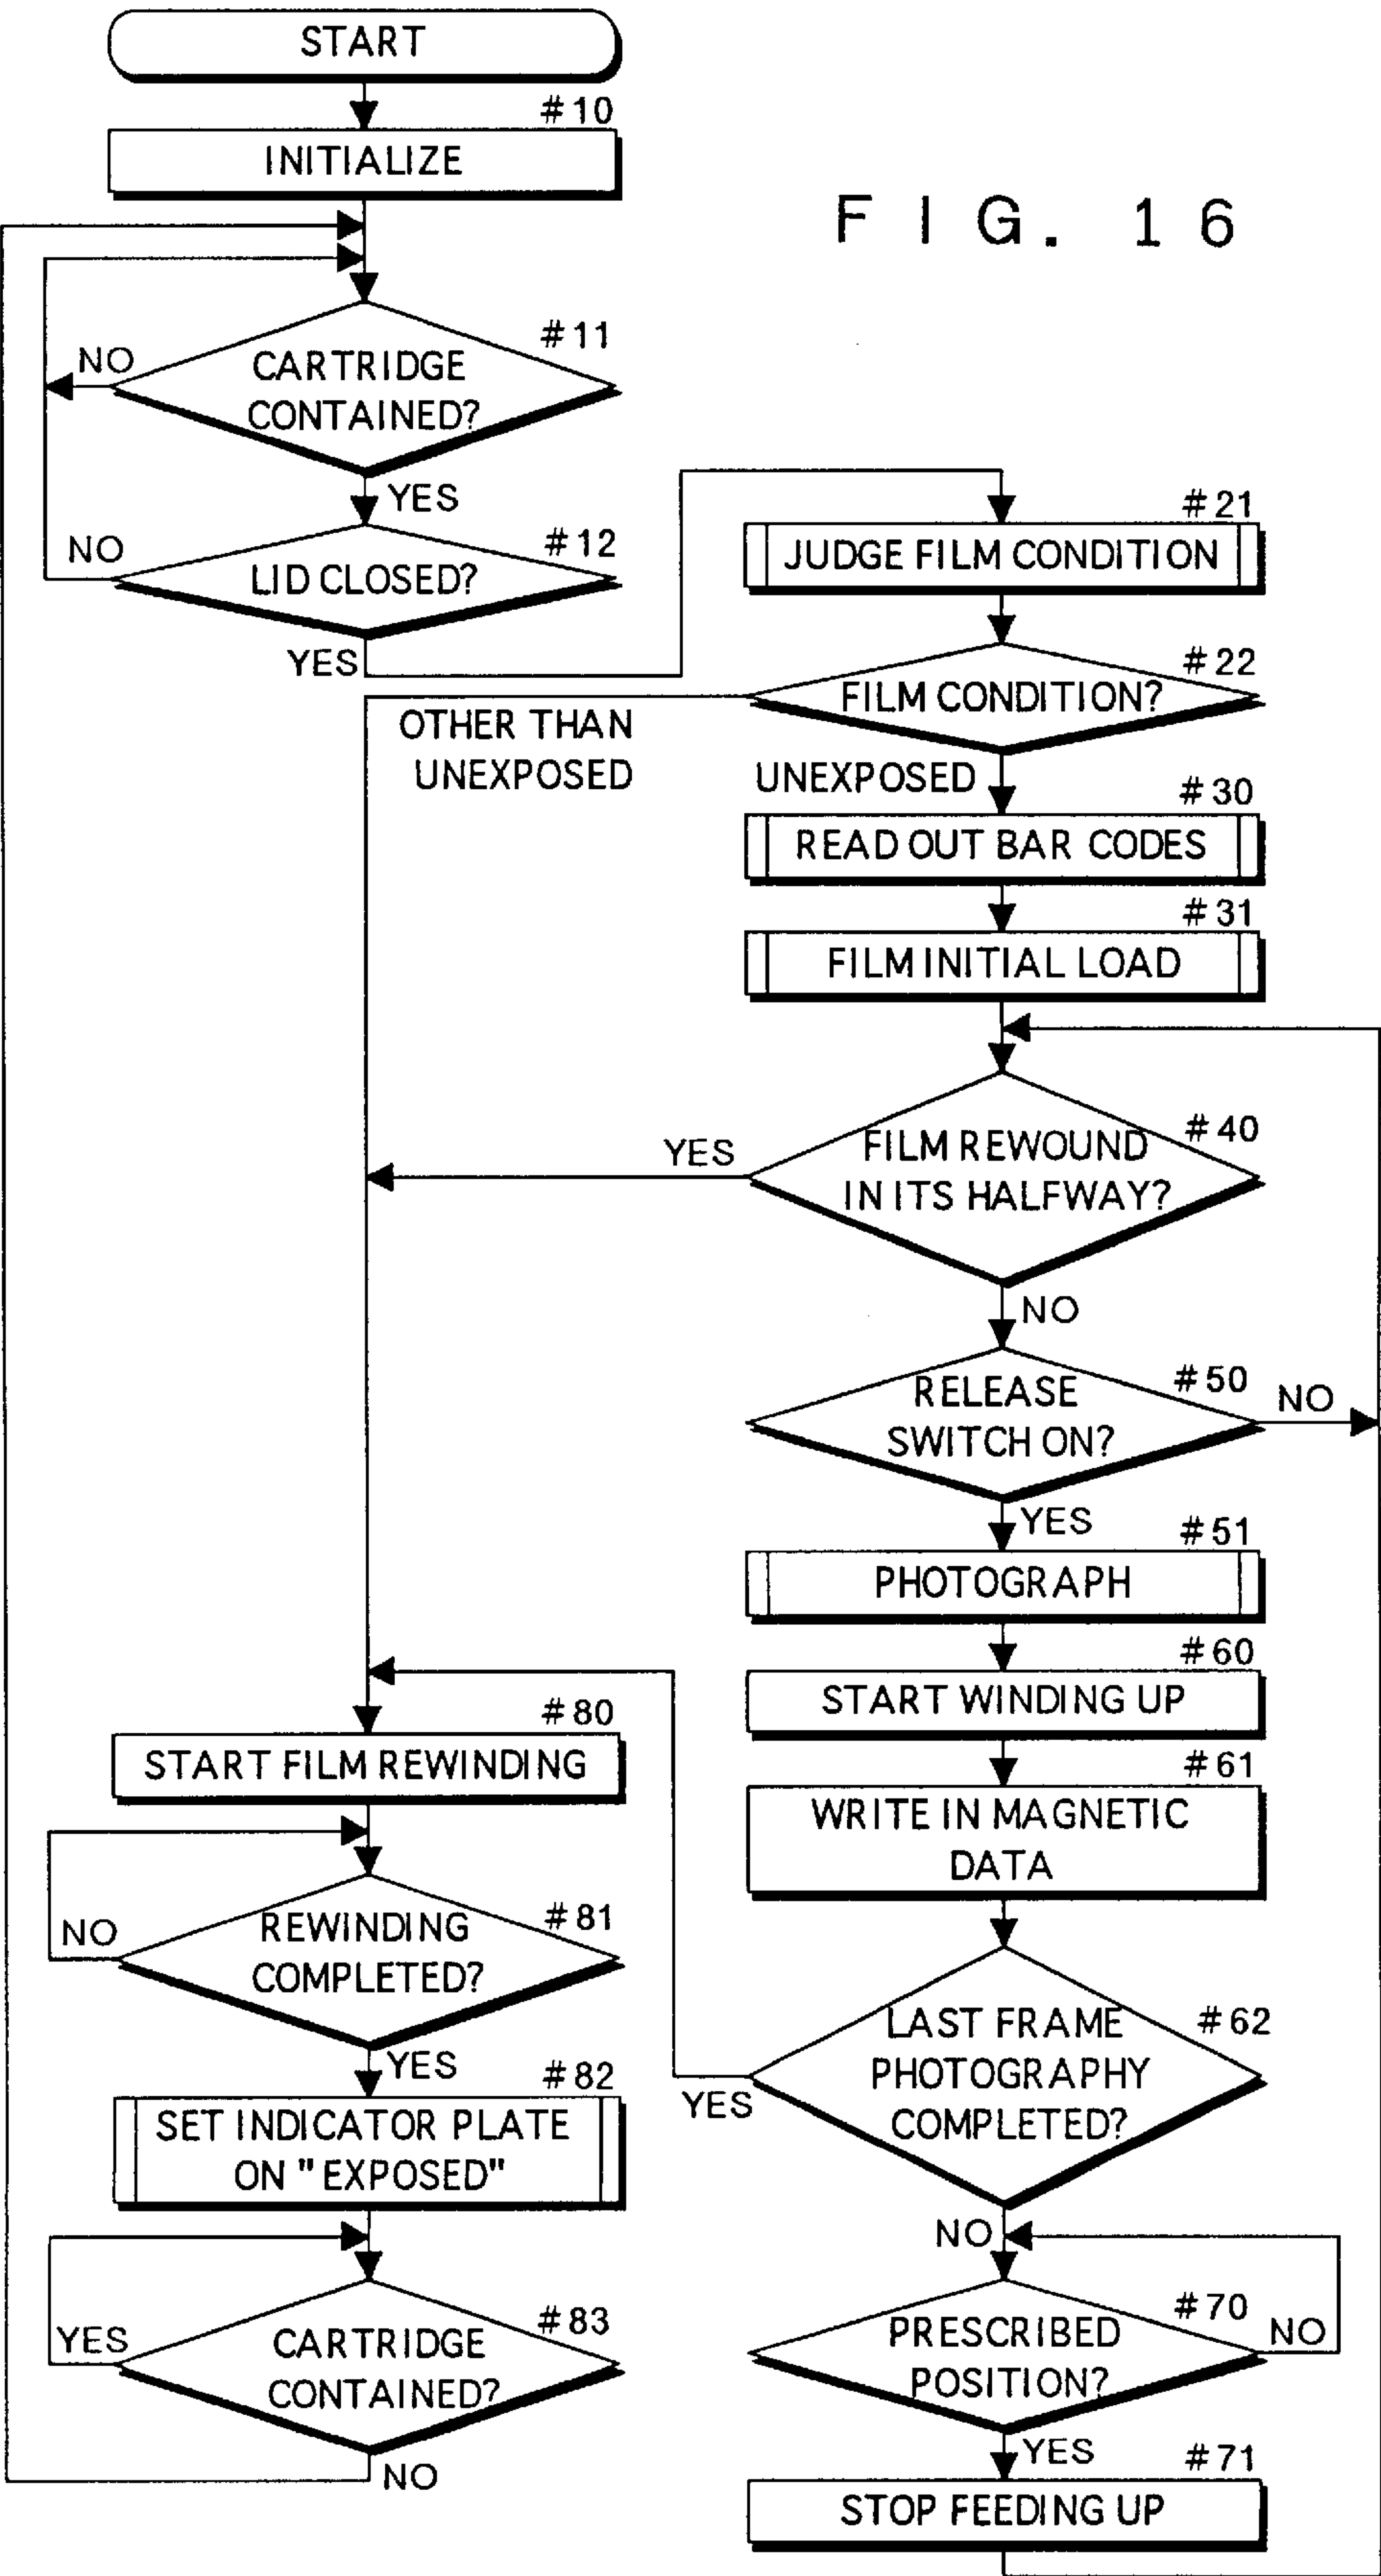 START
#10
INITIALIZE
FIG. 16
#11
NO
CARTRIDGE
CONTAINED?
YES
#12
NO
LID CLOSED?
YES
#21
JUDGE FILM CONDITION
#22
FILM CONDITION?
OTHER THAN
UNEXPOSED
UNEXPOSED
#30
READ OUT BAR CODES
#31
FILM INITIAL LOAD
#40
YES
FILM REWOUND
IN ITS HALFWAY?
NO
#50
RELEASE
SWITCH ON?
NO
YES
#51
PHOTOGRAPH
#60
START WINDING UP
#61
WRITE IN MAGNETIC
DATA
#62
LAST FRAME
PHOTOGRAPHY
COMPLETED?
YES
NO
#70
PRESCRIBED
POSITION?
NO
YES
#71
STOP FEEDING UP
#80
START FILM REWINDING
#81
NO
REWINDING
COMPLETED?
YES
#82
SET INDICATOR PLATE
ON "EXPOSED"
#83
YES
CARTRIDGE
CONTAINED?
NO